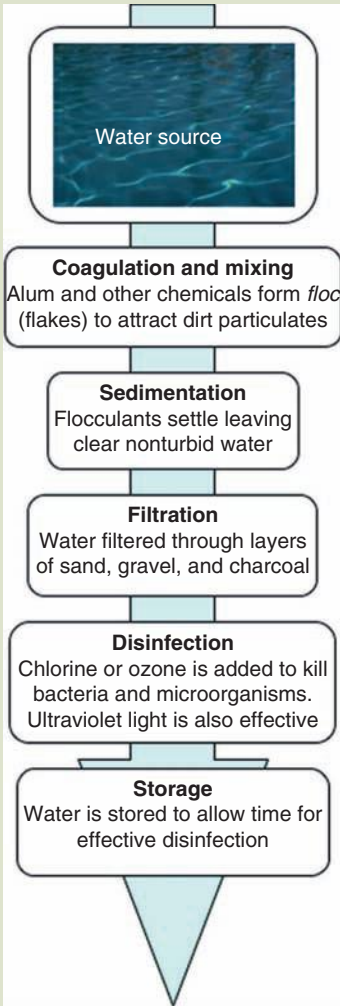 Water source
Coagulation and mixing
Alum and other chemicals form floc
(flakes) to attract dirt particulates
Sedimentation
Flocculants settle leaving
clear nonturbid water
Filtration
Water filtered through layers
of sand, gravel, and charcoal
Disinfection
Chlorine or ozone is added to kill
bacteria and microorganisms.
Ultraviolet light is also effective
Storage
Water is stored to allow time for
effective disinfection